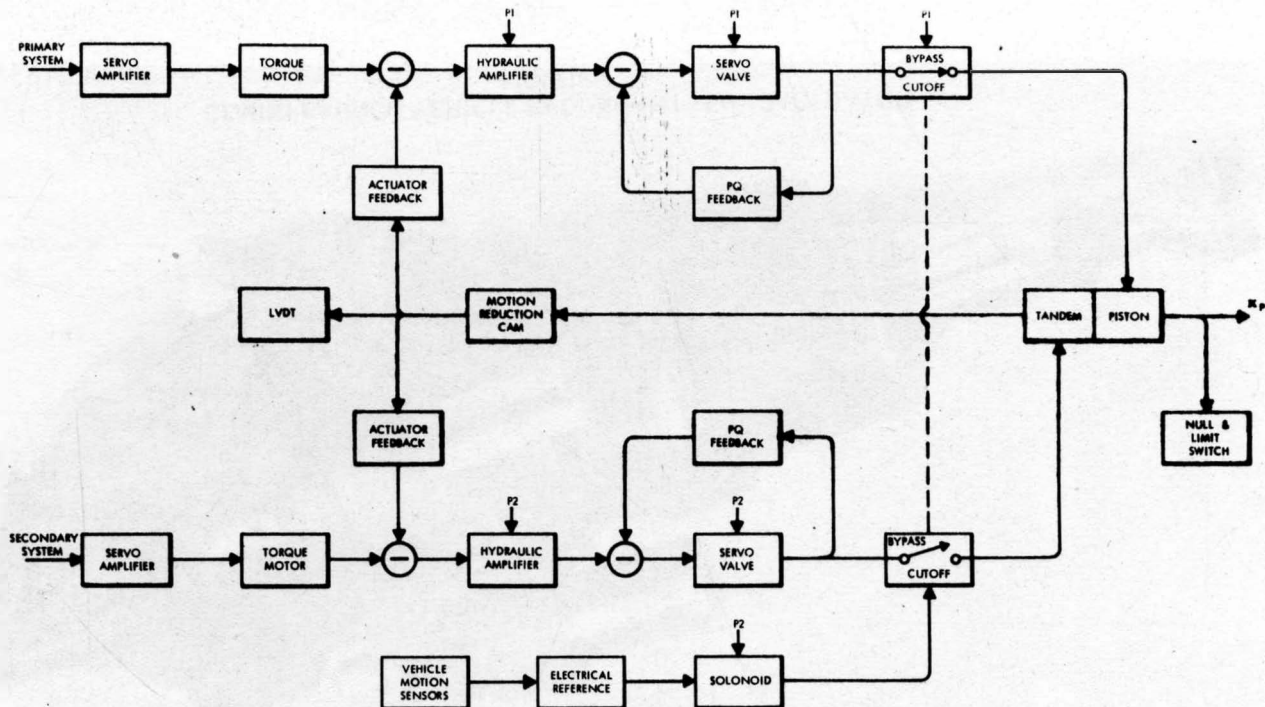 P1
P1
P1
PRIMARY
SYSTEM
SERVO
AMPLIFIER
TORQUE
MOTOR
HYDRAULIC
AMPLIFIER
SERVO
VALVE
BYPASS
CUTOFF
ACTUATOR
FEEDBACK
PQ
FEEDBACK
LVDT
MOTION
REDUCTION
CAM
TANDEM
PISTON
X P
NULL &
LIMIT
SWITCH
ACTUATOR
FEEDBACK
PQ
FEEDBACK
P2
P2
SECONDARY
SYSTEM
SERVO
AMPLIFIER
TORQUE
MOTOR
HYDRAULIC
AMPLIFIER
SERVO
VALVE
BYPASS
CUTOFF
P2
VEHICLE
MOTION
SENSORS
ELECTRICAL
REFERENCE
SOLONOID